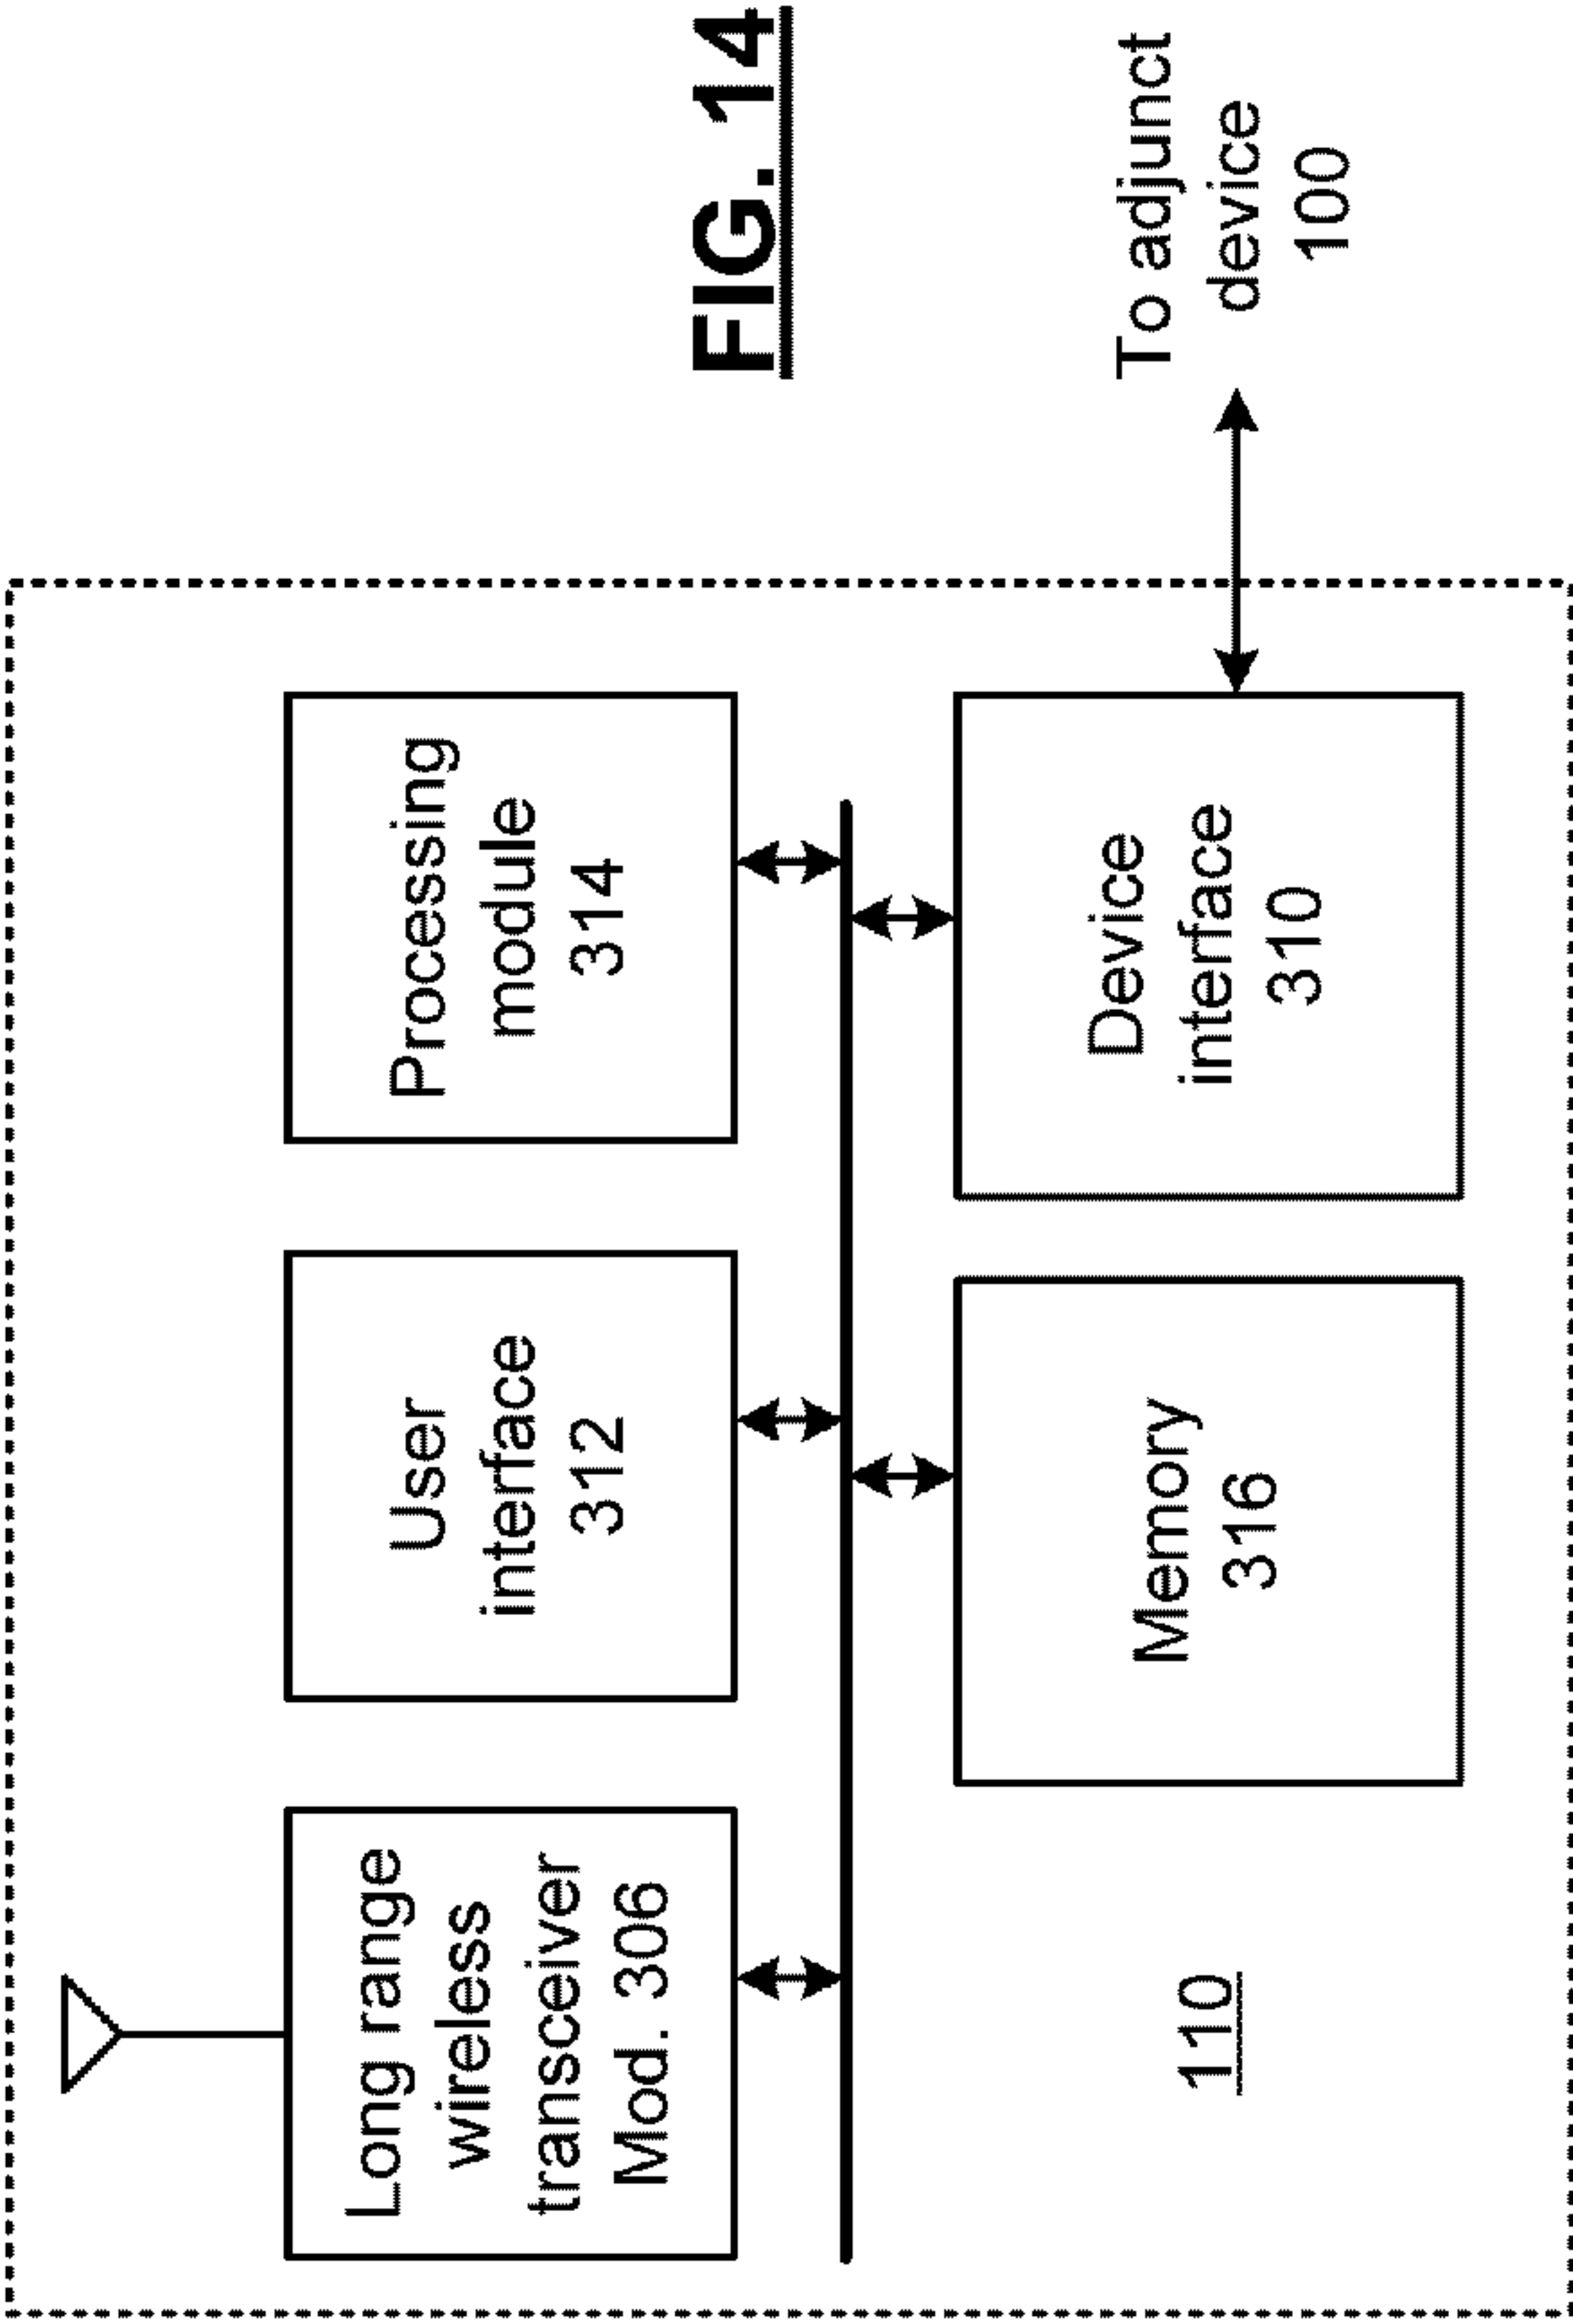 Long range
wireless
transceiver
Mod. 306
User
interface
312
Processing
module
314
110
Memory
316
Device
interface
310
To adjunct
device
100
FIG. 14